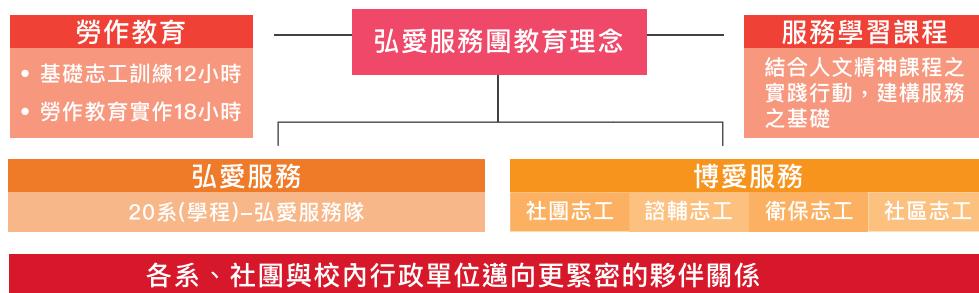 勞作教育
• 基礎志工訓練12小時
• 勞作教育實作18小時
弘愛服務團教育理念
服務學習課程
結合人文精神課程之
實踐行動，建構服務
之基礎
弘愛服務
20系(學程)–弘愛服務隊
博愛服務
社團志工 諮輔志工 衛保志工 社區志工
各系、社團與校內行政單位邁向更緊密的夥伴關係